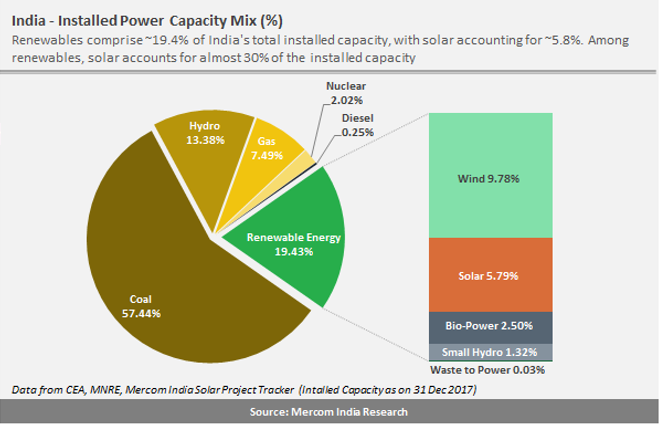 India - Installed Power Capacity Mix (%)
Renewables comprise ~19.4% of India's total installed capacity, with solar accounting for ~5.8%. Among
renewables, solar accounts for almost 30% of the installed capacity
Nuclear
2.02%
Diesel
0.25%
Hydro
13.38%
Gas
7.49%
Renewable Energy
19.43%
Coal
57.44%
Wind 9.78%
Solar 5.79%
Bio-Power 2.50%
Small Hydro 1.32%
Waste to Power 0.03%
Data from CEA, MNRE, Mercom India Solar Project Tracker (Intalled Capacity as on 31 Dec 2017)
Source: Mercom India Research